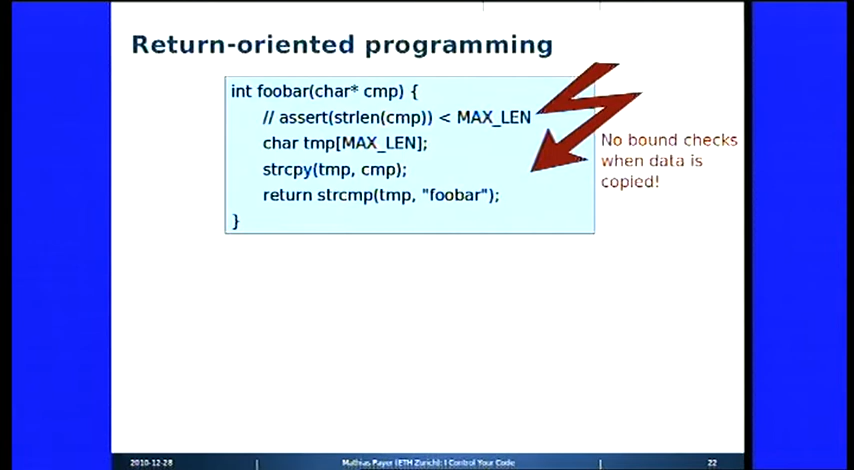 Return-oriented programming
int foobar(char* cmp) {
// assert(strlen(cmp)) < MAX_LEN
char tmp[MAX_LEN];
strcpy(tmp, cmp);
return strcmp(tmp, "foobar");
}
No bound checks
when data is
copied!
2010-12-28
Mathias Payer (ETH Zurich): I Control Your Code
22